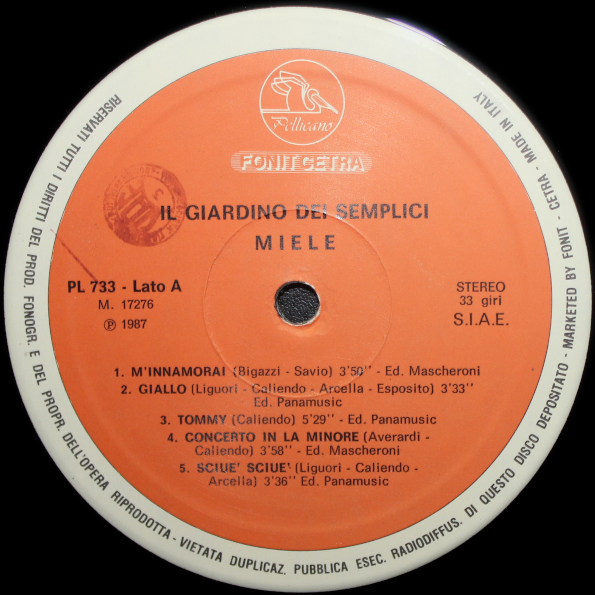 Pellicano
FONIT CETRA
IL GIARDINO DEI SEMPLICI
MIELE
PL 733 - Lato A
M. 17276
℗ 1987
STEREO
33 giri
S.I.A.E.
1. M'INNAMORAI (Bigazzi - Savio) 3'50'' - Ed. Mascheroni
2. GIALLO (Liguori - Caliendo - Arcella - Esposito) 3'33''
Ed. Panamusic
3. TOMMY (Caliendo) 5'29'' - Ed. Panamusic
4. CONCERTO IN LA MINORE (Averardi -
Caliendo) 3'58'' - Ed. Mascheroni
5. SCIUE' SCIUE' (Liguori - Caliendo -
Arcella) 3'36'' Ed. Panamusic
RISERVATI TUTTI I DIRITTI DEL PROD. FONOGR. E DEL PROPR. DELL'OPERA RIPRODOTTA - VIETATA DUPLICAZ. PUBBLICA ESEC. RADIODIFFUS. DI QUESTO DISCO DEPOSITATO - MARKETED BY FONIT - CETRA - MADE IN ITALY